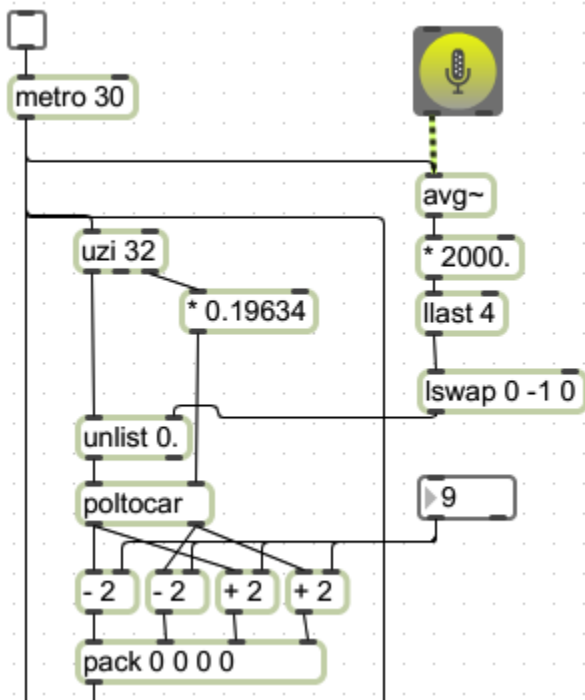 metro 30
avg~
uzi 32
* 2000.
* 0.19634
llast 4
lswap 0 -1 0
unlist 0.
poltocar
9
- 2
- 2
+ 2
+ 2
pack 0 0 0 0